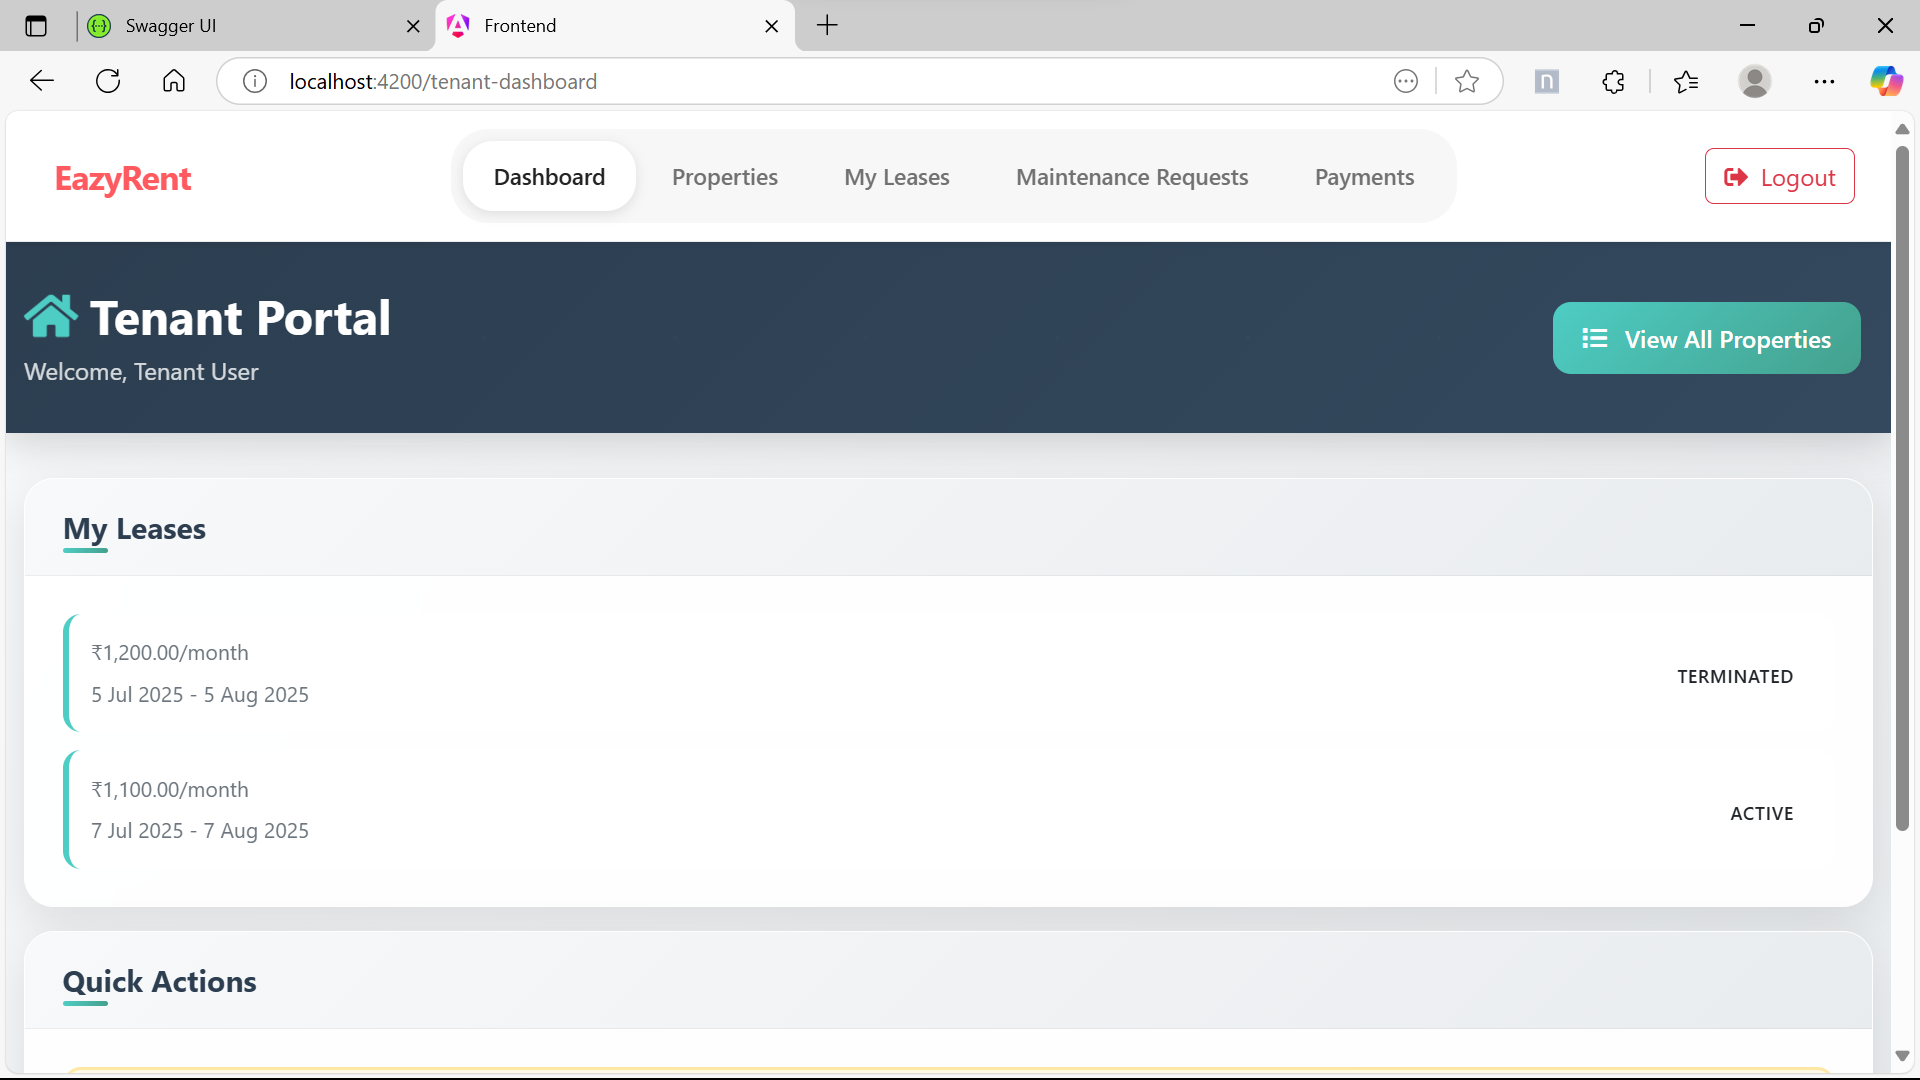 Swagger UI
Frontend
localhost:4200/tenant-dashboard
n
EazyRent
Dashboard
Properties
My Leases
Maintenance Requests
Payments
Logout
Tenant Portal
Welcome, Tenant User
View All Properties
My Leases
₹1,200.00/month
5 Jul 2025 - 5 Aug 2025
TERMINATED
₹1,100.00/month
7 Jul 2025 - 7 Aug 2025
ACTIVE
Quick Actions